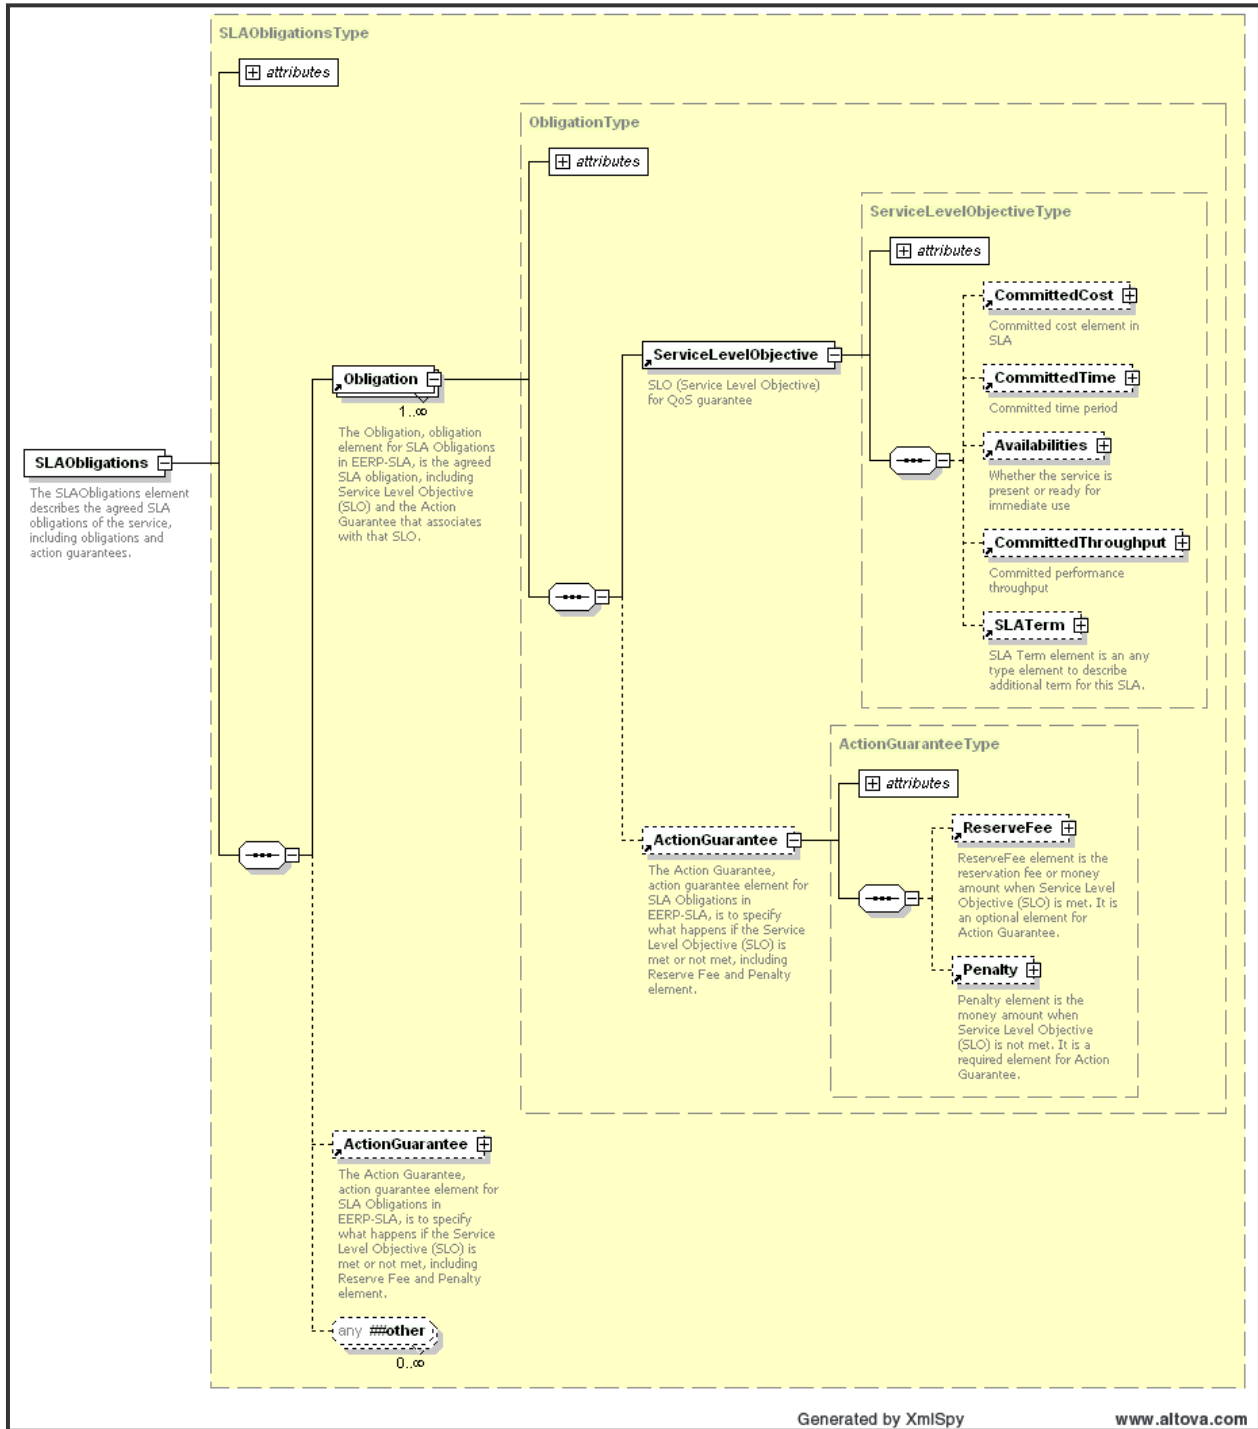 SLAObligationsType
attributes
ObligationType
attributes
ServiceLevelObjectiveType
attributes
CommittedCost
Committed cost element in
SLA
CommittedTime
Committed time period
Availabilities
Whether the service is
present or ready for
immediate use
CommittedThroughput
Committed performance
throughput
SLATerm
SLA Term element is an any
type element to describe
additional term for this SLA.
ServiceLevelObjective
SLO (Service Level Objective)
for QoS guarantee
Obligation
1..∞
The Obligation, obligation
element for SLA Obligations
in EERP-SLA, is the agreed
SLA obligation, including
Service Level Objective
(SLO) and the Action
Guarantee that associates
with that SLO.
SLAObligations
The SLAObligations element
describes the agreed SLA
obligations of the service,
including obligations and
action guarantees.
ActionGuaranteeType
attributes
ReserveFee
ReserveFee element is the
reservation fee or money
amount when Service Level
Objective (SLO) is met. It is
an optional element for
Action Guarantee.
Penalty
Penalty element is the
money amount when
Service Level Objective
(SLO) is not met. It is a
required element for Action
Guarantee.
ActionGuarantee
The Action Guarantee,
action guarantee element for
SLA Obligations in
EERP-SLA, is to specify
what happens if the Service
Level Objective (SLO) is
met or not met, including
Reserve Fee and Penalty
element.
ActionGuarantee
The Action Guarantee,
action guarantee element for
SLA Obligations in
EERP-SLA, is to specify
what happens if the Service
Level Objective (SLO) is
met or not met, including
Reserve Fee and Penalty
element.
any ##other
0..∞
Generated by XmlSpy www.altova.com